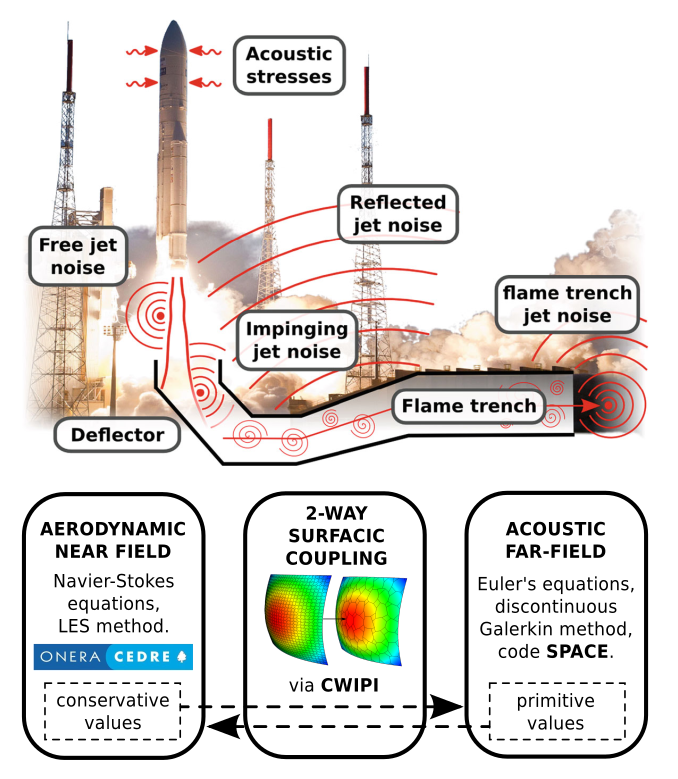 Acoustic
stresses
Reflected
jet noise
Free jet
noise
flame trench
jet noise
Impinging
jet noise
Flame trench
Deflector
AERODYNAMIC
NEAR FIELD
Navier-Stokes
equations,
LES method.
ONERA CEDRE
conservative
values
2-WAY
SURFACIC
COUPLING
via CWIPI
ACOUSTIC
FAR-FIELD
Euler's equations,
discontinuous
Galerkin method,
code SPACE.
primitive
values